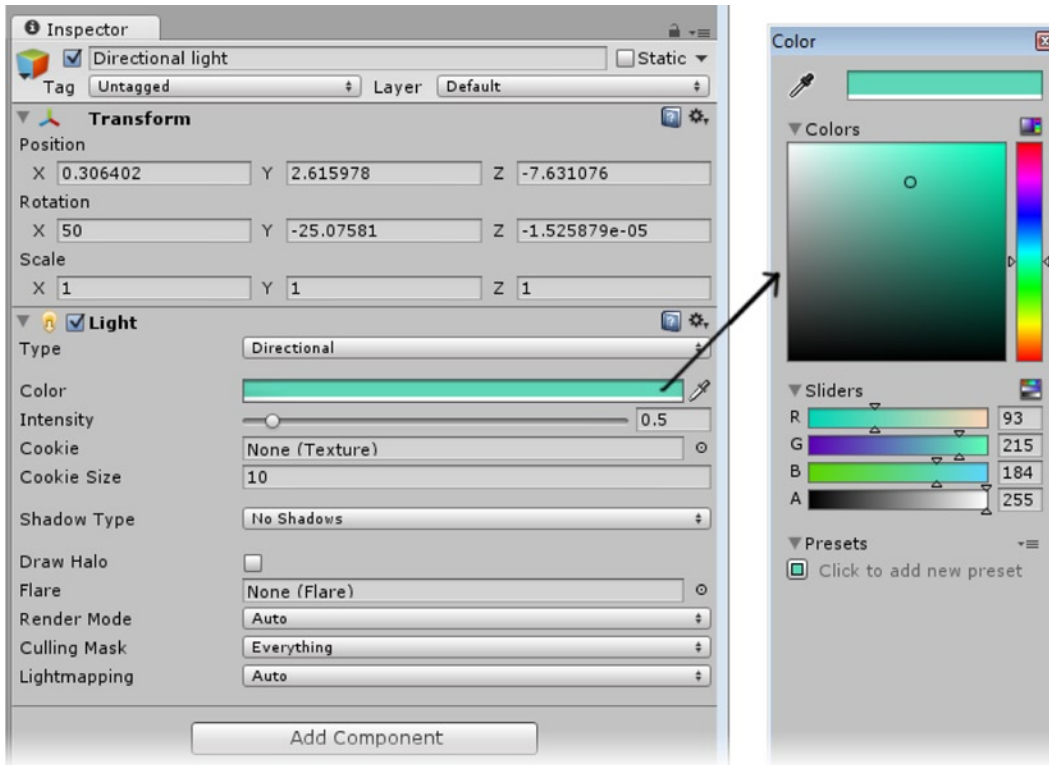 Inspector
Directional light Static
Tag Untagged Layer Default
Transform
Position
X 0.306402 Y 2.615978 Z -7.631076
Rotation
X 50 Y -25.07581 Z -1.525879e-05
Scale
X 1 Y 1 Z 1
Light
Type Directional
Color
Intensity 0.5
Cookie None (Texture)
Cookie Size 10
Shadow Type No Shadows
Draw Halo
Flare None (Flare)
Render Mode Auto
Culling Mask Everything
Lightmapping Auto
Add Component
Color
Colors
Sliders
R 93
G 215
B 184
A 255
Presets
Click to add new preset